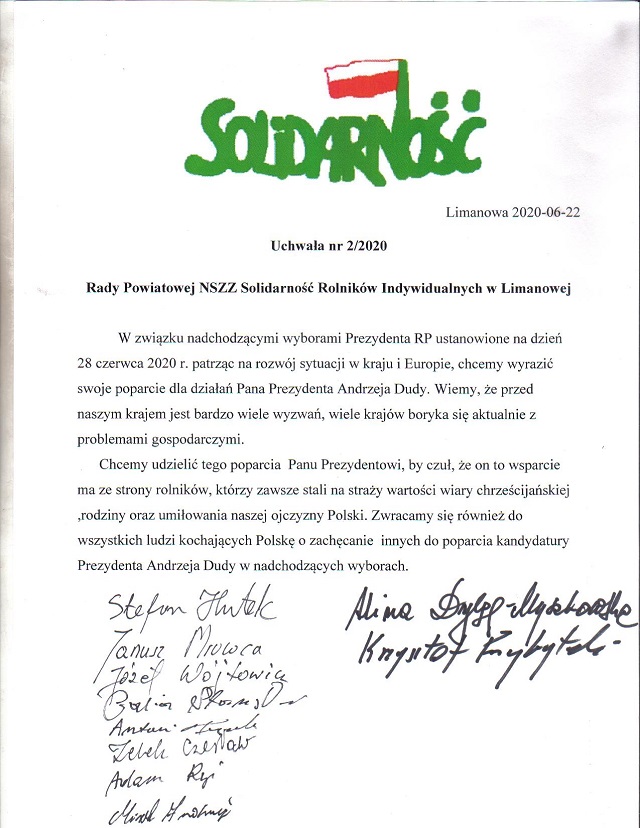 SOLIDARNOŚĆ
Limanowa 2020-06-22
Uchwała nr 2/2020
Rady Powiatowej NSZZ Solidarność Rolników Indywidualnych w Limanowej
W związku nadchodzącymi wyborami Prezydenta RP ustanowione na dzień
28 czerwca 2020 r. patrząc na rozwój sytuacji w kraju i Europie, chcemy wyrazić
swoje poparcie dla działań Pana Prezydenta Andrzeja Dudy. Wiemy, że przed
naszym krajem jest bardzo wiele wyzwań, wiele krajów boryka się aktualnie z
problemami gospodarczymi.
Chcemy udzielić tego poparcia Panu Prezydentowi, by czuł, że on to wsparcie
ma ze strony rolników, którzy zawsze stali na straży wartości wiary chrześcijańskiej
,rodziny oraz umiłowania naszej ojczyzny Polski. Zwracamy się również do
wszystkich ludzi kochających Polskę o zachęcanie innych do poparcia kandydatury
Prezydenta Andrzeja Dudy w nadchodzących wyborach.
Stefan
Janusz
Józef Wójtowicz
Czesław
Adam
Alina
Krzysztof